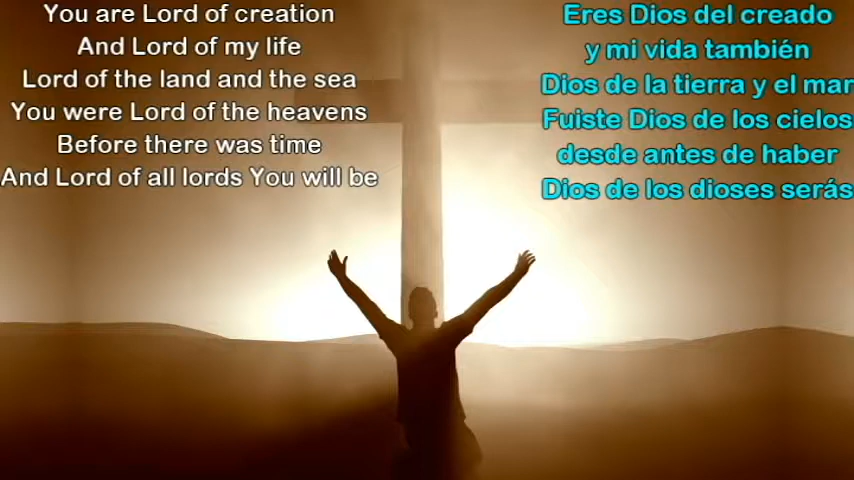 You are Lord of creation
And Lord of my life
Lord of the land and the sea
You were Lord of the heavens
Before there was time
And Lord of all lords You will be
Eres Dios del creado
y mi vida también
Dios de la tierra y el mar
Fuiste Dios de los cielos
desde antes de haber
Dios de los dioses serás